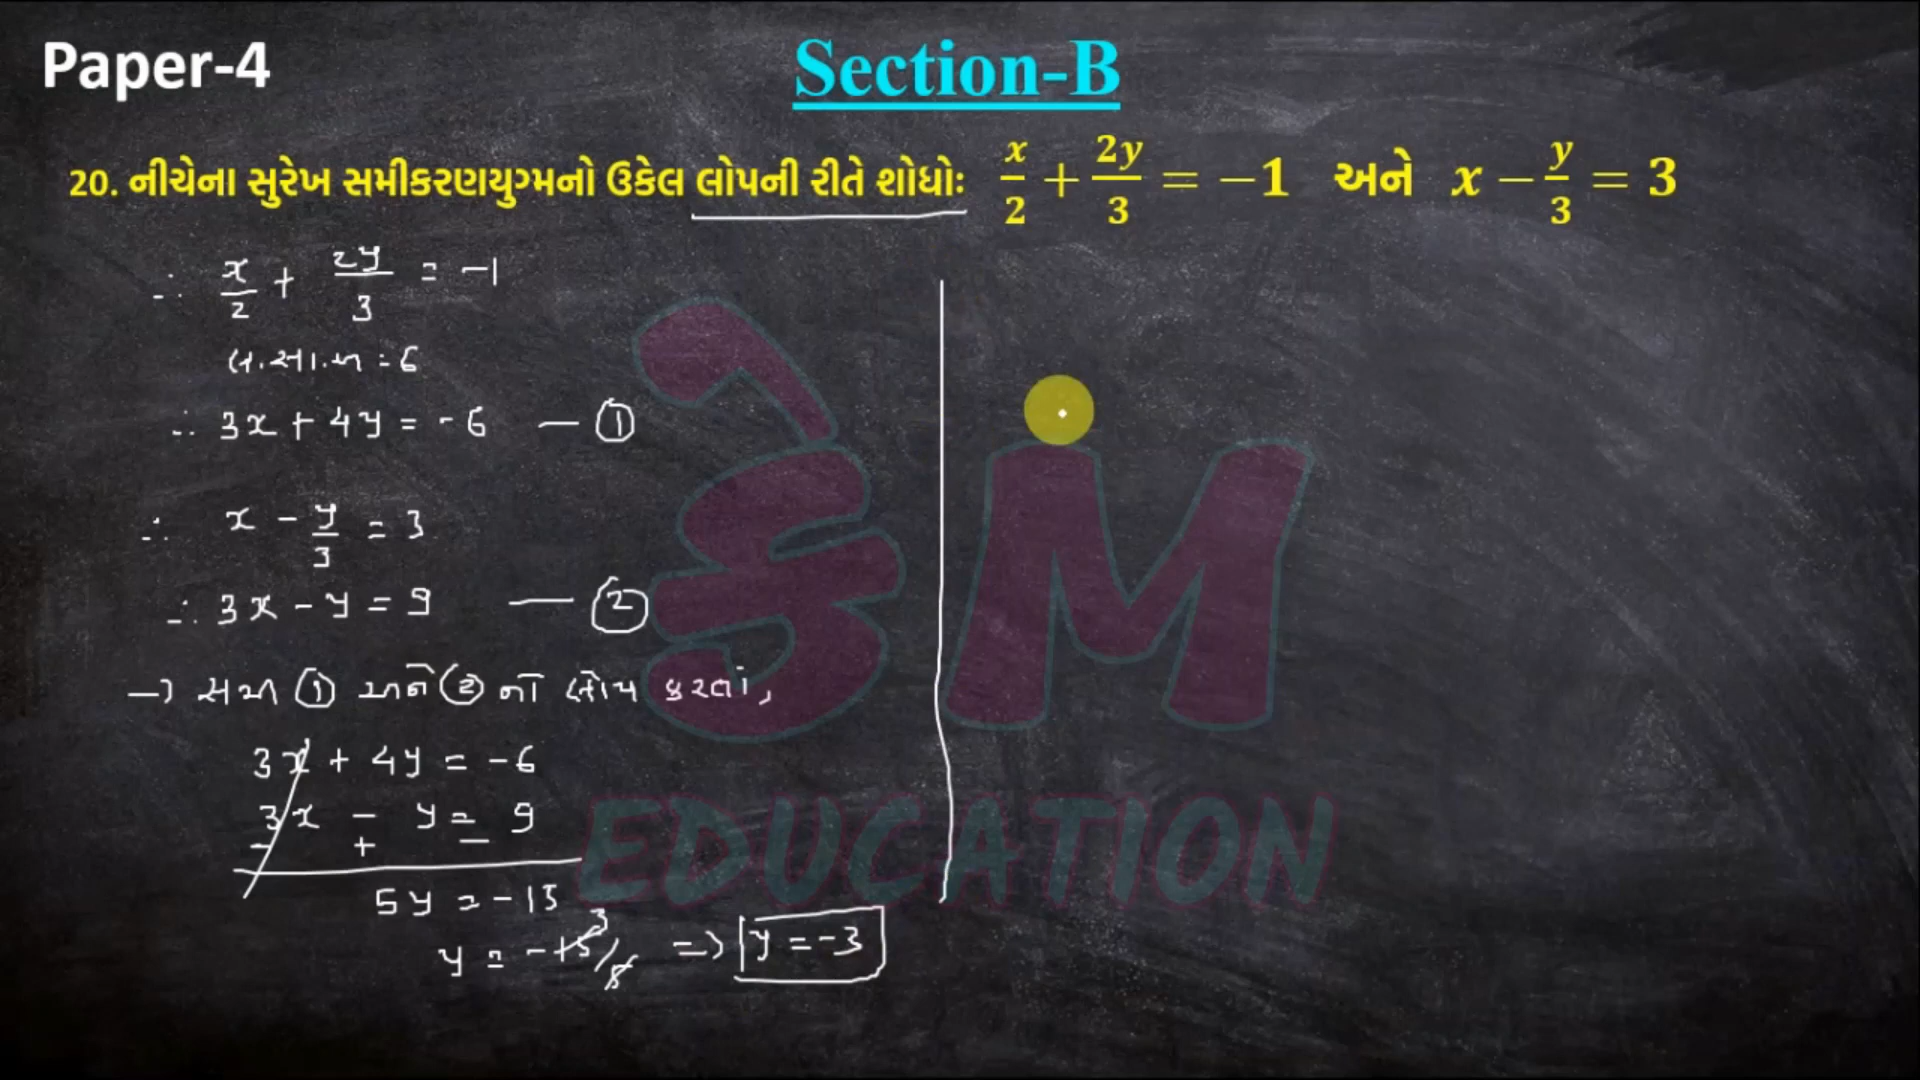 Paper-4
Section-B
20. નીચેના સુરેખ સમીકરણયુગ્મનો ઉકેલ લોપની રીતે શોધોઃ x/2 + 2y/3 = −1 અને x − y/3 = 3
∴ x/2 + 2y/3 = -1
લ.સા.અ = 6
∴ 3x + 4y = -6 — ①
∴ x - y/3 = 3
∴ 3x - y = 9 — ②
→ સમી ① અને ② નો લોપ કરતાં,
3x + 4y = -6
3x - y = 9
- + -
5y = -15
y = -15/5 3 => y = -3
કે M
EDUCATION